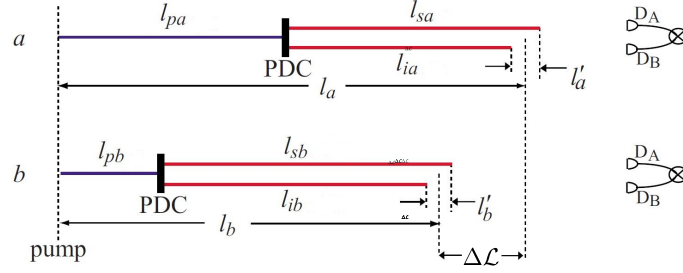 a
l_pa
l_sa
D_A
PDC
l_ia
D_B
l_a
l'_a
b
l_pb
l_sb
D_A
PDC
l_ib
D_B
l_b
l'_b
pump
Δℒ